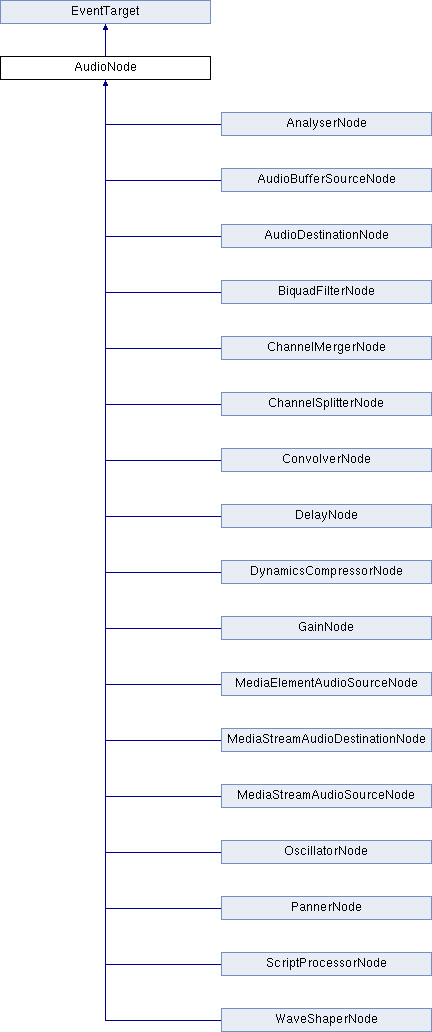 EventTarget
AudioNode
AnalyserNode
AudioBufferSourceNode
AudioDestinationNode
BiquadFilterNode
ChannelMergerNode
ChannelSplitterNode
ConvolverNode
DelayNode
DynamicsCompressorNode
GainNode
MediaElementAudioSourceNode
MediaStreamAudioDestinationNode
MediaStreamAudioSourceNode
OscillatorNode
PannerNode
ScriptProcessorNode
WaveShaperNode